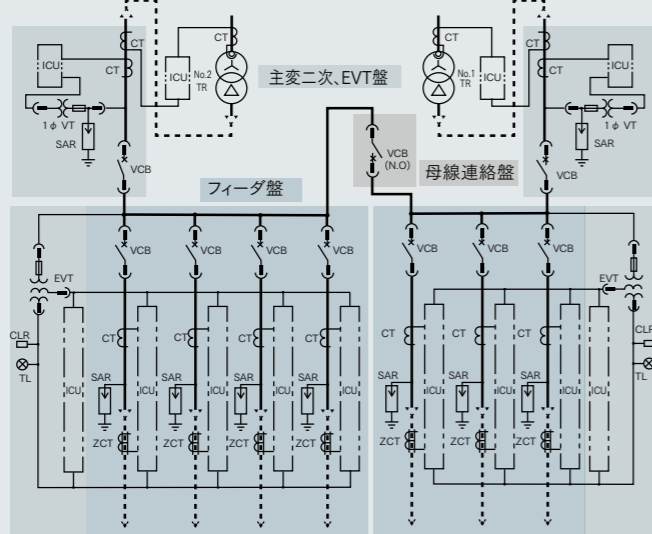 CT
CT
ICU
CT
ICU
No.2
TR
主変二次、EVT盤
CT
No.1
TR
ICU
CT
CT
ICU
1φ VT
SAR
VCB
VCB
(N.O)
母線連絡盤
1φ VT
SAR
VCB
フィーダ盤
VCB
VCB
VCB
VCB
VCB
VCB
VCB
EVT
EVT
CLR
TL
CT
CT
CT
CT
CT
CT
CT
CLR
TL
ICU
SAR
ICU
SAR
ICU
SAR
ICU
SAR
ICU
SAR
ICU
SAR
ICU
SAR
ICU
ICU
ZCT
ZCT
ZCT
ZCT
ZCT
ZCT
ZCT